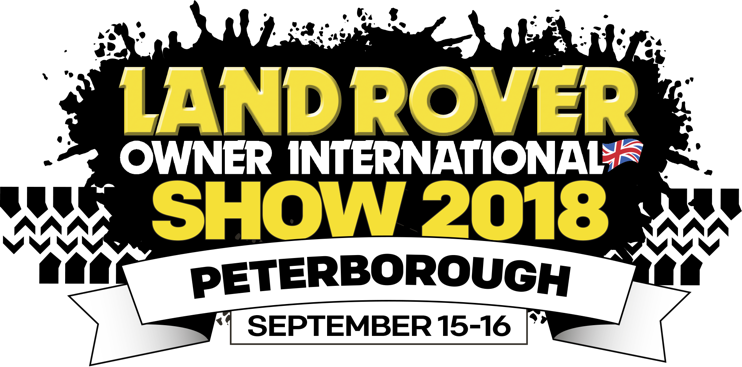 LAND ROVER
OWNER INTERNATIONAL
SHOW 2018
PETERBOROUGH
SEPTEMBER 15-16